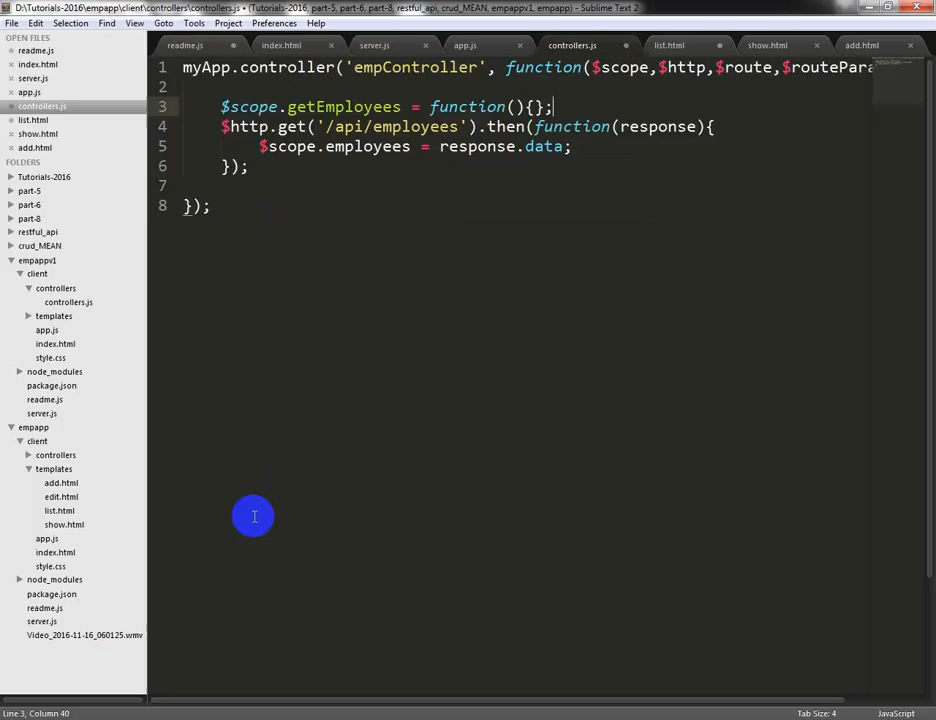 D:\Tutorials-2016\empapp\client\controllers\controllers.js • (Tutorials-2016, part-5, part-6, part-8, restful_api, crud_MEAN, empappv1, empapp) - Sublime Text 2
File Edit Selection Find View Goto Tools Project Preferences Help
OPEN FILES
readme.js
index.html
server.js
app.js
controllers.js
list.html
show.html
add.html
FOLDERS
Tutorials-2016
part-5
part-6
part-8
restful_api
crud_MEAN
empappv1
client
controllers
controllers.js
templates
app.js
index.html
style.css
node_modules
package.json
readme.js
server.js
empapp
client
controllers
templates
add.html
edit.html
list.html
show.html
app.js
index.html
style.css
node_modules
package.json
readme.js
server.js
Video_2016-11-16_060125.wmv
readme.js index.html server.js app.js controllers.js list.html show.html add.html
1 myApp.controller('empController', function($scope,$http,$route,$routePara
2
3 $scope.getEmployees = function(){};
4 $http.get('/api/employees').then(function(response){
5 $scope.employees = response.data;
6 });
7
8 });
Line 3, Column 40 Tab Size: 4 JavaScript